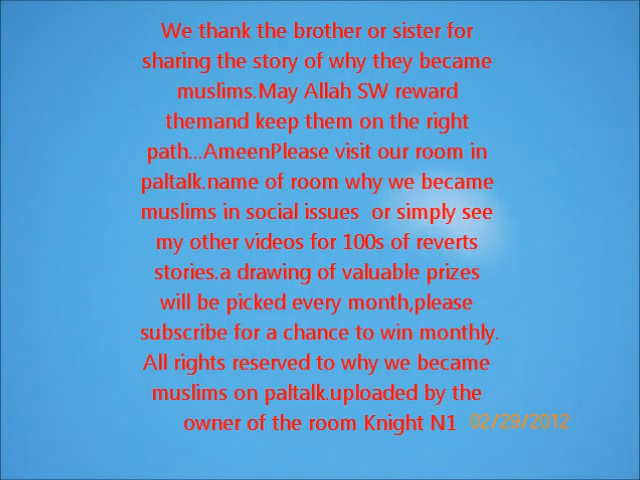 We thank the brother or sister for
sharing the story of why they became
muslims.May Allah SW reward
themand keep them on the right
path...AmeenPlease visit our room in
paltalk.name of room why we became
muslims in social issues  or simply see
my other videos for 100s of reverts
stories.a drawing of valuable prizes
will be picked every month,please
subscribe for a chance to win monthly.
All rights reserved to why we became
muslims on paltalk.uploaded by the
owner of the room Knight N1
02/29/2012